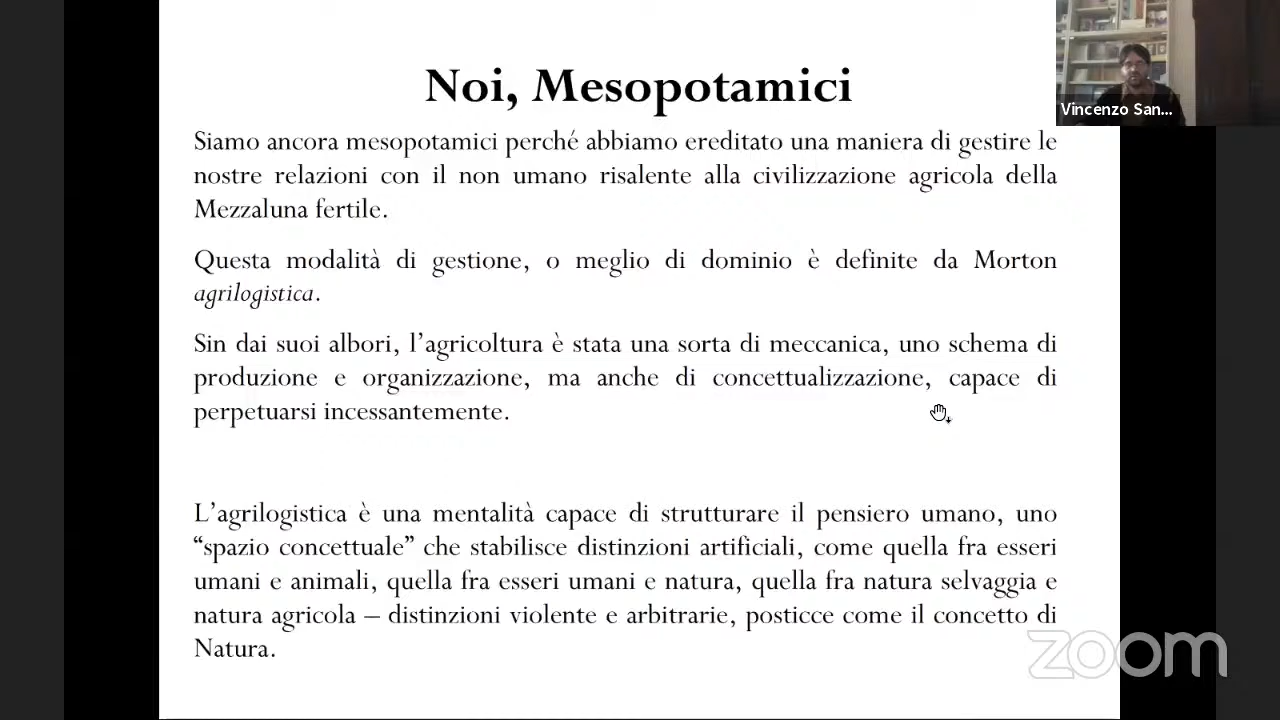 Noi, Mesopotamici
Vincenzo San...
Siamo ancora mesopotamici perché abbiamo ereditato una maniera di gestire le
nostre relazioni con il non umano risalente alla civilizzazione agricola della
Mezzaluna fertile.
Questa modalità di gestione, o meglio di dominio è definite da Morton
agrilogistica.
Sin dai suoi albori, l’agricoltura è stata una sorta di meccanica, uno schema di
produzione e organizzazione, ma anche di concettualizzazione, capace di
perpetuarsi incessantemente.
L’agrilogistica è una mentalità capace di strutturare il pensiero umano, uno
“spazio concettuale” che stabilisce distinzioni artificiali, come quella fra esseri
umani e animali, quella fra esseri umani e natura, quella fra natura selvaggia e
natura agricola – distinzioni violente e arbitrarie, posticce come il concetto di
Natura.
zoom